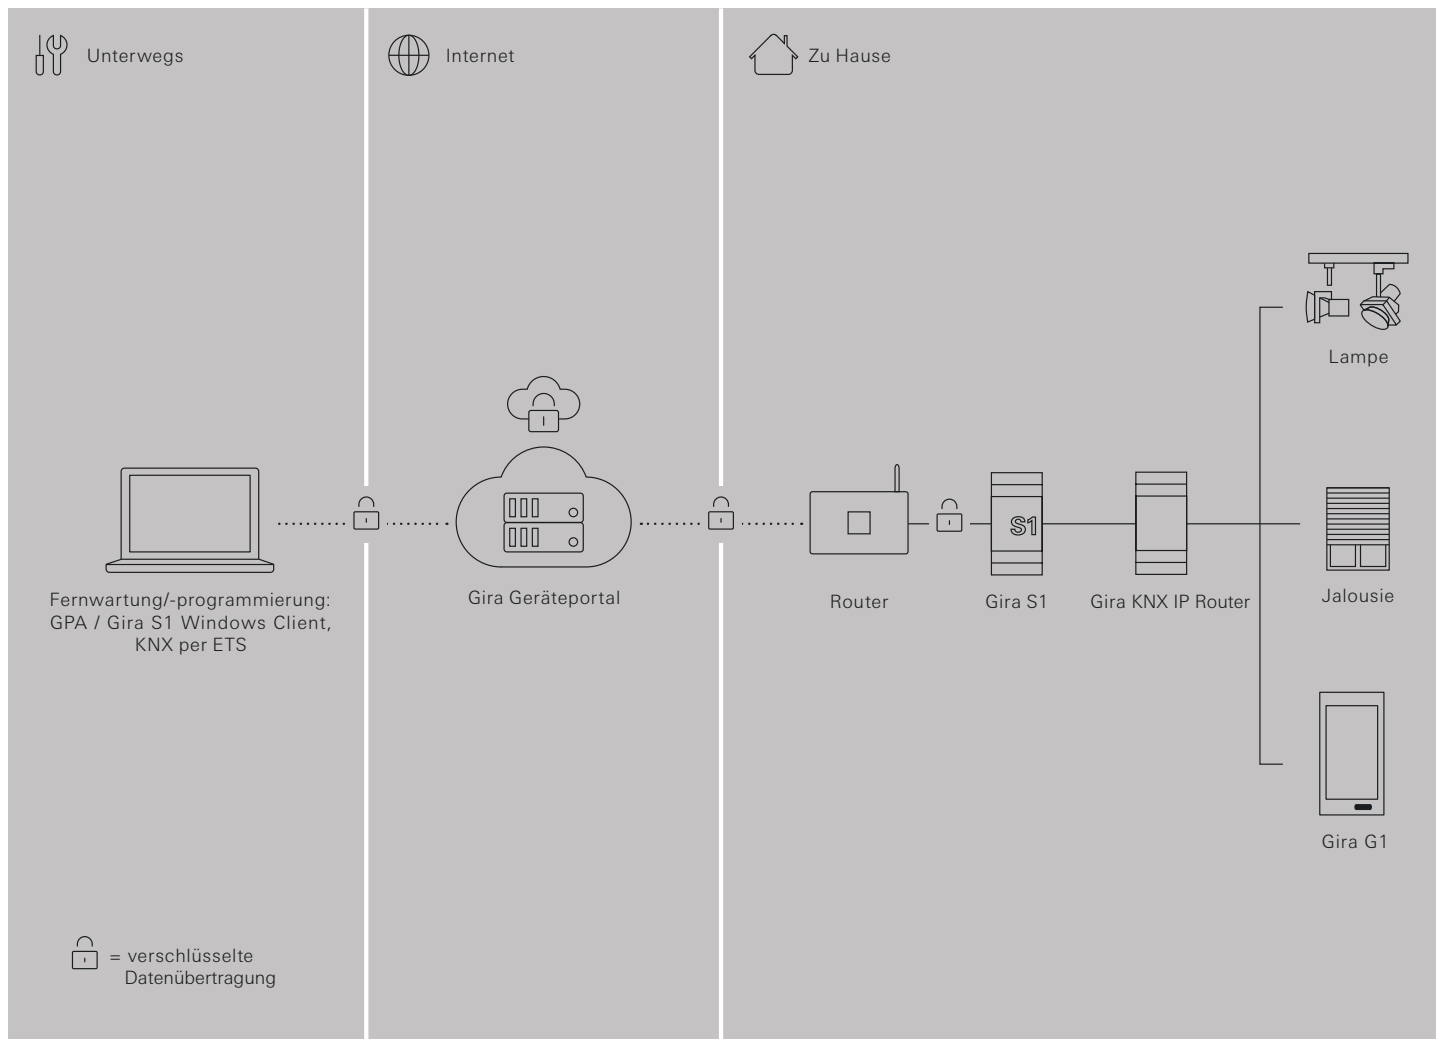 Unterwegs
Internet
Zu Hause
Lampe
S1
Fernwartung/-programmierung:
GPA / Gira S1 Windows Client,
KNX per ETS
Gira Geräteportal
Router
Gira S1
Gira KNX IP Router
Jalousie
Gira G1
= verschlüsselte
Datenübertragung